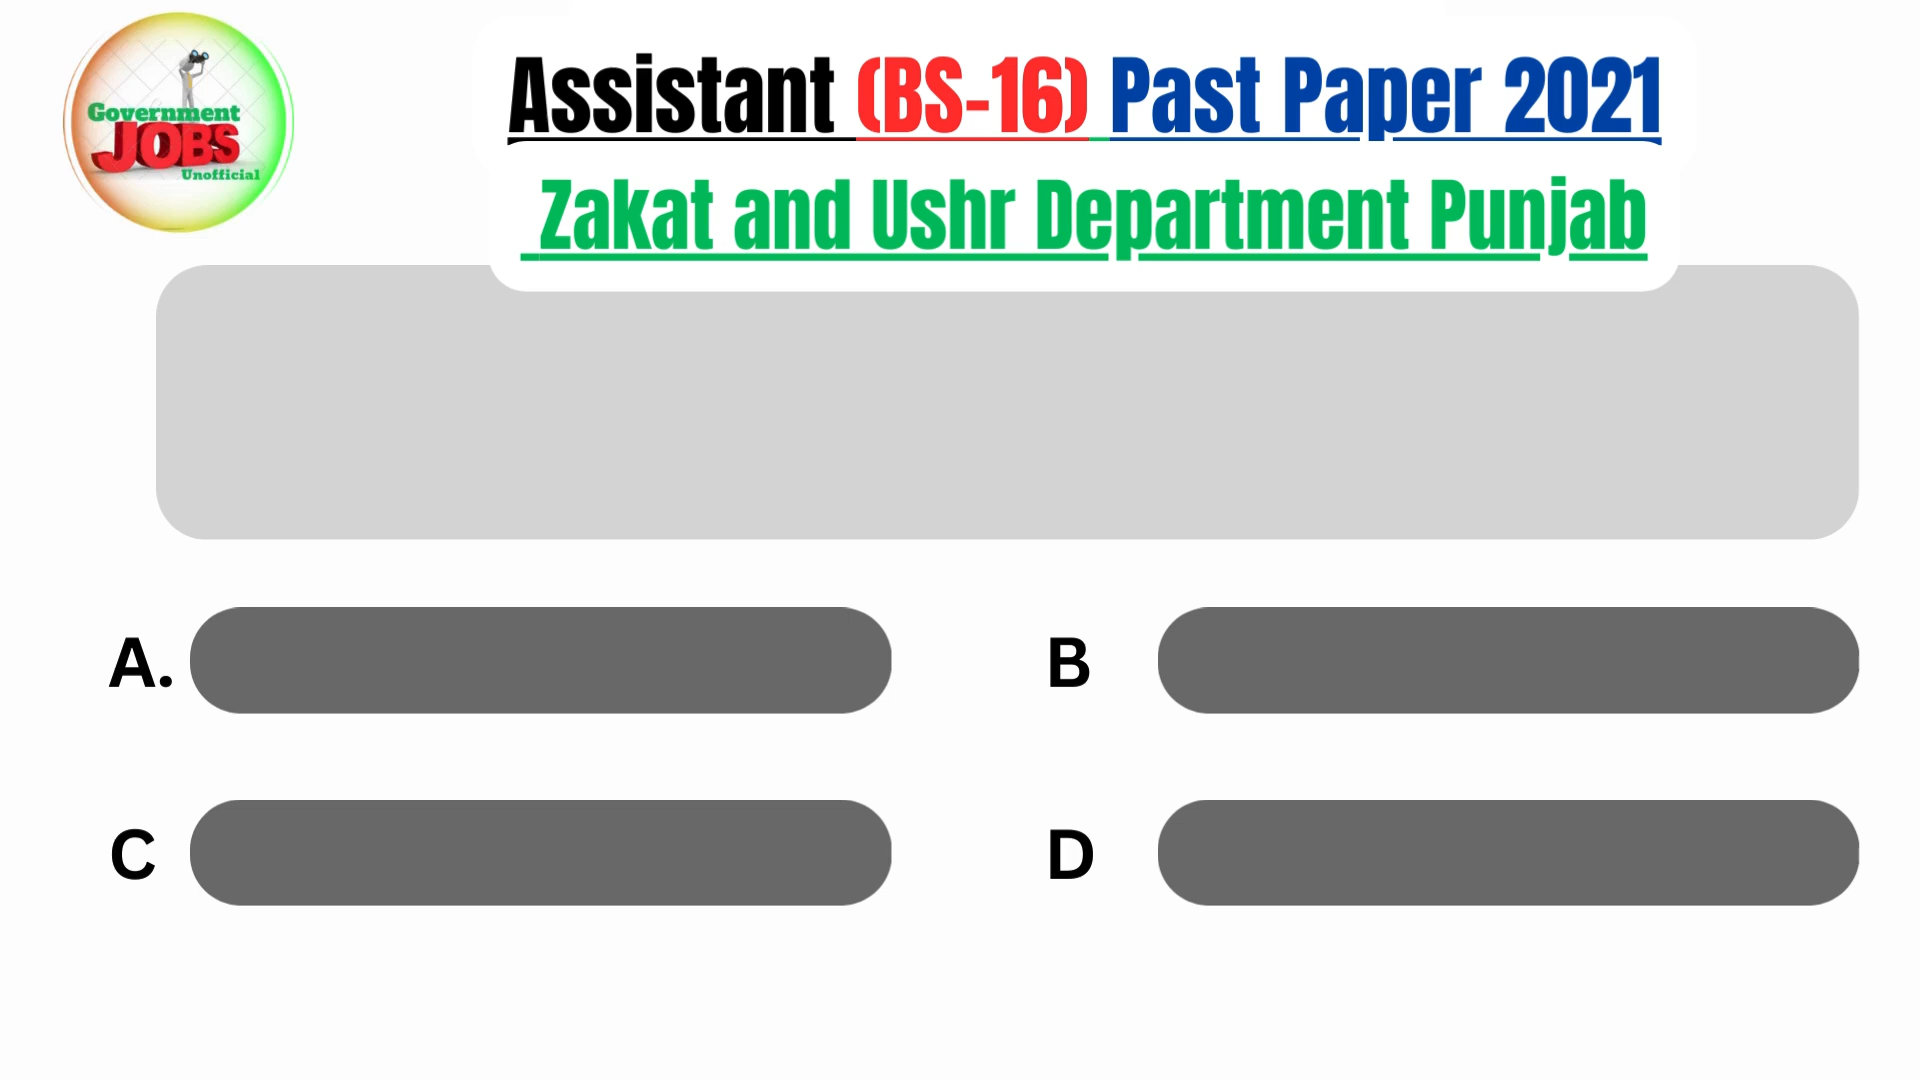 Government
JOBS
Unofficial
Assistant (BS-16) Past Paper 2021
Zakat and Ushr Department Punjab
A.
B
C
D